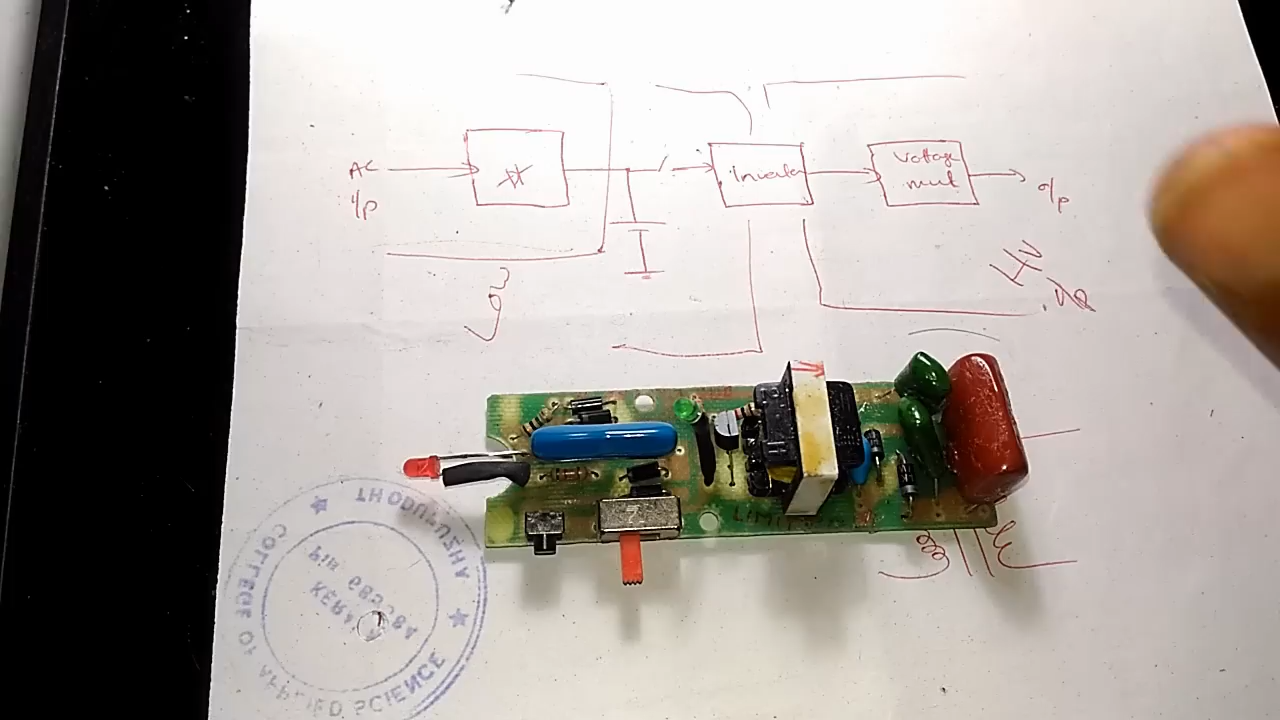 AC
i/p
Inverter
Voltage
mul
o/p
HV
THODUPUZHA
COLLEGE OF APPLIED SCIENCE
PIN 685584
KERALA